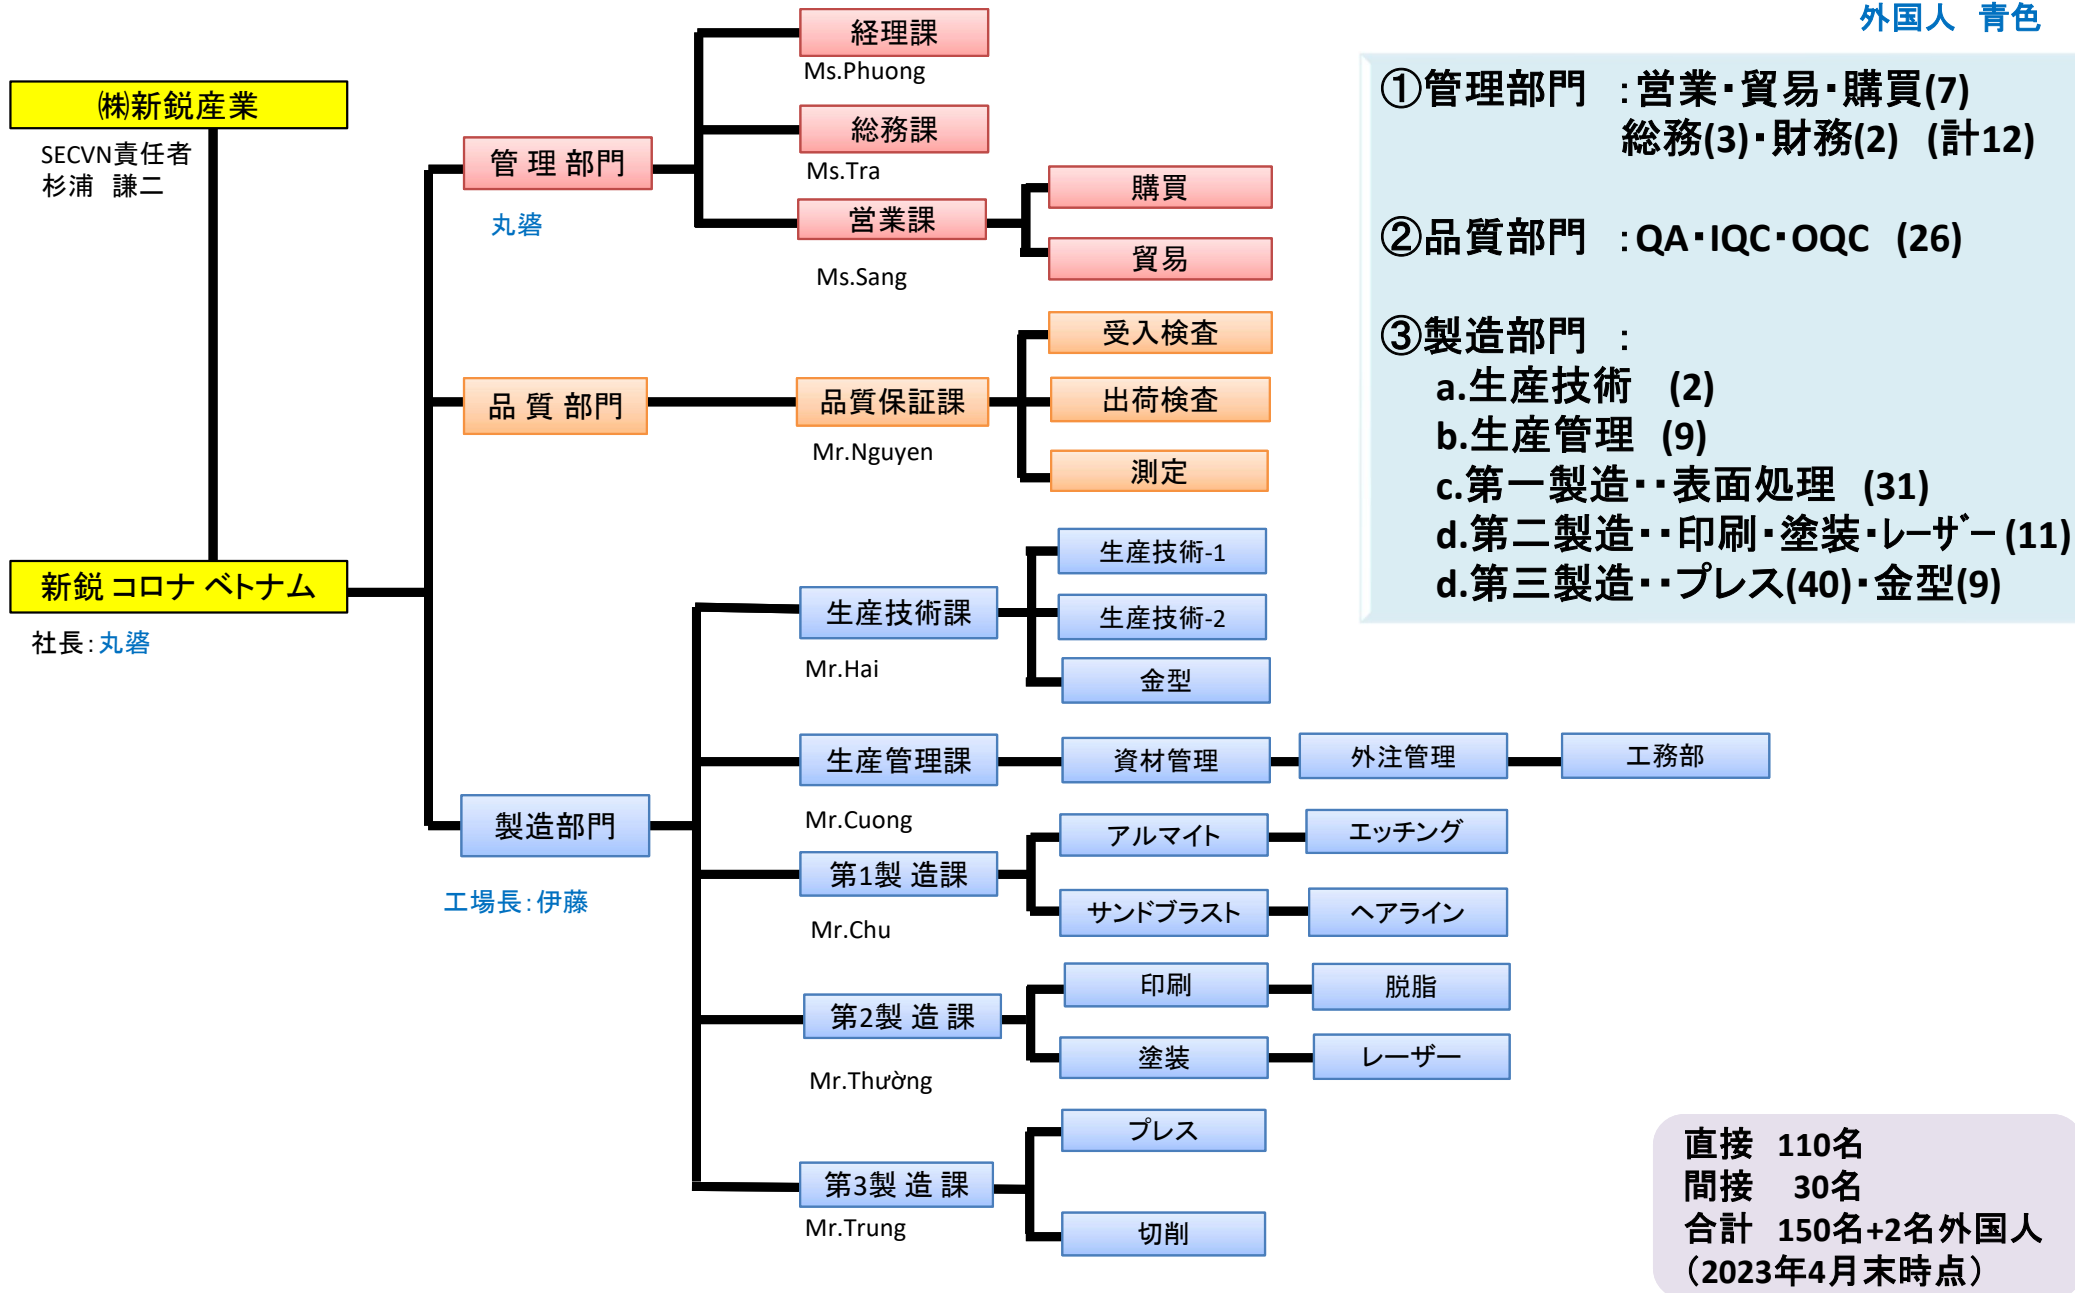 外国人 青色
㈱新鋭産業
SECVN責任者
杉浦 謙二
新鋭 コロナ ベトナム
社長：丸婆
管 理 部門
丸婆
経理課
Ms.Phuong
総務課
Ms.Tra
営業課
Ms.Sang
購買
貿易
品 質 部門
品質保証課
Mr.Nguyen
受入検査
出荷検査
測定
製造部門
工場長：伊藤
生産技術課
Mr.Hai
生産技術-1
生産技術-2
金型
生産管理課
Mr.Cuong
資材管理
外注管理
工務部
第1製 造課
Mr.Chu
アルマイト
エッチング
サンドブラスト
ヘアライン
第2製 造 課
Mr.Thường
印刷
脱脂
塗装
レーザー
第3製 造 課
Mr.Trung
プレス
切削
①管理部門 ：営業・貿易・購買(7)
総務(3)・財務(2) (計12)
②品質部門 ：QA・IQC・OQC (26)
③製造部門 ：
a.生産技術 (2)
b.生産管理 (9)
c.第一製造・・表面処理 (31)
d.第二製造・・印刷・塗装・ﾚｰｻﾞｰ (11)
d.第三製造・・プレス(40)・金型(9)
直接 110名
間接 30名
合計 150名+2名外国人
（2023年4月末時点）